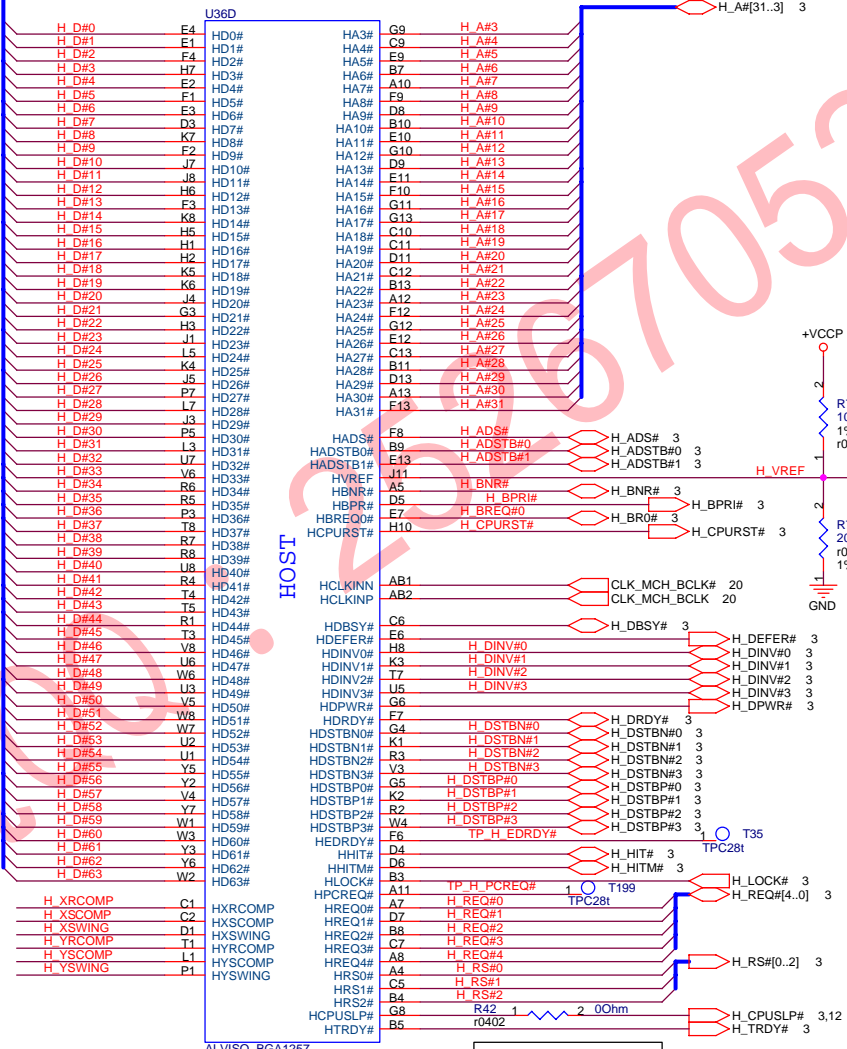 U36D
H_A#[31..3] 3
H_D#0 E4 HD0# HA3# G9 H_A#3
H_D#1 E1 HD1# HA4# C9 H_A#4
H_D#2 F4 HD2# HA5# E9 H_A#5
H_D#3 H7 HD3# HA6# B7 H_A#6
H_D#4 E2 HD4# HA7# A10 H_A#7
H_D#5 F1 HD5# HA8# F9 H_A#8
H_D#6 E3 HD6# HA9# D8 H_A#9
H_D#7 D3 HD7# HA10# B10 H_A#10
H_D#8 K7 HD8# HA11# E10 H_A#11
H_D#9 F2 HD9# HA12# G10 H_A#12
H_D#10 J7 HD10# HA13# D9 H_A#13
H_D#11 J8 HD11# HA14# E11 H_A#14
H_D#12 H6 HD12# HA15# F10 H_A#15
H_D#13 F3 HD13# HA16# G11 H_A#16
H_D#14 K8 HD14# HA17# G13 H_A#17
H_D#15 H5 HD15# HA18# C10 H_A#18
H_D#16 H1 HD16# HA19# C11 H_A#19
H_D#17 H2 HD17# HA20# D11 H_A#20
H_D#18 K5 HD18# HA21# C12 H_A#21
H_D#19 K6 HD19# HA22# B13 H_A#22
H_D#20 J4 HD20# HA23# A12 H_A#23
H_D#21 G3 HD21# HA24# F12 H_A#24
H_D#22 H3 HD22# HA25# G12 H_A#25
H_D#23 J1 HD23# HA26# E12 H_A#26
H_D#24 L5 HD24# HA27# C13 H_A#27
H_D#25 K4 HD25# HA28# B11 H_A#28
H_D#26 J5 HD26# HA29# D13 H_A#29
H_D#27 P7 HD27# HA30# A13 H_A#30
H_D#28 L7 HD28# HA31# F13 H_A#31
H_D#29 J3 HD29#
H_D#30 P5 HD30# HADS# F8 H_ADS# H_ADS# 3
H_D#31 L3 HD31# HADSTB0# B9 H_ADSTB#0 H_ADSTB#0 3
H_D#32 U7 HD32# HADSTB1# E13 H_ADSTB#1 H_ADSTB#1 3
H_D#33 V6 HD33# HVREF J11 H_VREF
H_D#34 R6 HD34# HBNR# A5 H_BNR# H_BNR# 3
H_D#35 R5 HD35# HBPR# D5 H_BPRI# H_BPRI# 3
H_D#36 P3 HD36# HBREQ0# E7 H_BREQ#0 H_BR0# 3
H_D#37 T8 HD37# HCPURST# H10 H_CPURST# H_CPURST# 3
H_D#38 R7 HD38#
H_D#39 R8 HD39#
H_D#40 U8 HD40#
H_D#41 R4 HD41# HCLKINN AB1 CLK_MCH_BCLK# 20
H_D#42 T4 HD42# HCLKINP AB2 CLK_MCH_BCLK 20
H_D#43 T5 HD43#
H_D#44 R1 HD44# HDBSY# C6 H_DBSY# 3
H_D#45 T3 HD45# HDEFER# E6 H_DEFER# 3
H_D#46 V8 HD46# HDINV0# H8 H_DINV#0 H_DINV#0 3
H_D#47 U6 HD47# HDINV1# K3 H_DINV#1 H_DINV#1 3
H_D#48 W6 HD48# HDINV2# T7 H_DINV#2 H_DINV#2 3
H_D#49 U3 HD49# HDINV3# U5 H_DINV#3 H_DINV#3 3
H_D#50 V5 HD50# HDPWR# G6 H_DPWR# 3
H_D#51 W8 HD51# HDRDY# F7 H_DRDY# 3
H_D#52 W7 HD52# HDSTBN0# G4 H_DSTBN#0 H_DSTBN#0 3
H_D#53 U2 HD53# HDSTBN1# K1 H_DSTBN#1 H_DSTBN#1 3
H_D#54 U1 HD54# HDSTBN2# R3 H_DSTBN#2 H_DSTBN#2 3
H_D#55 Y5 HD55# HDSTBN3# V3 H_DSTBN#3 H_DSTBN#3 3
H_D#56 Y2 HD56# HDSTBP0# G5 H_DSTBP#0 H_DSTBP#0 3
H_D#57 V4 HD57# HDSTBP1# K2 H_DSTBP#1 H_DSTBP#1 3
H_D#58 Y7 HD58# HDSTBP2# R2 H_DSTBP#2 H_DSTBP#2 3
H_D#59 W1 HD59# HDSTBP3# W4 H_DSTBP#3 H_DSTBP#3 3
H_D#60 W3 HD60# HEDRDY# F6 TP_H_EDRDY# 1 T35
TPC28t
H_D#61 Y3 HD61# HHIT# D4 H_HIT# 3
H_D#62 Y6 HD62# HHITM# D6 H_HITM# 3
H_D#63 W2 HD63# HLOCK# B3 H_LOCK# 3
HPCREQ# A11 TP_H_PCREQ# 1 T199
TPC28t
H_REQ#[4..0] 3
H_XRCOMP C1 HXRCOMP HREQ0# A7 H_REQ#0
H_XSCOMP C2 HXSCOMP HREQ1# D7 H_REQ#1
H_XSWING D1 HXSWING HREQ2# B8 H_REQ#2
H_YRCOMP T1 HYRCOMP HREQ3# C7 H_REQ#3
H_YSCOMP L1 HYSCOMP HREQ4# A8 H_REQ#4
H_YSWING P1 HYSWING HRS0# A4 H_RS#0
H_RS#[0..2] 3
HRS1# C5 H_RS#1
HRS2# B4 H_RS#2
HCPUSLP# G8 R42 1 2 0Ohm H_CPUSLP# 3,12
r0402
HTRDY# B5 H_TRDY# 3
HOST
ALVISO_BGA1257
+VCCP
2
1
2
1
GND